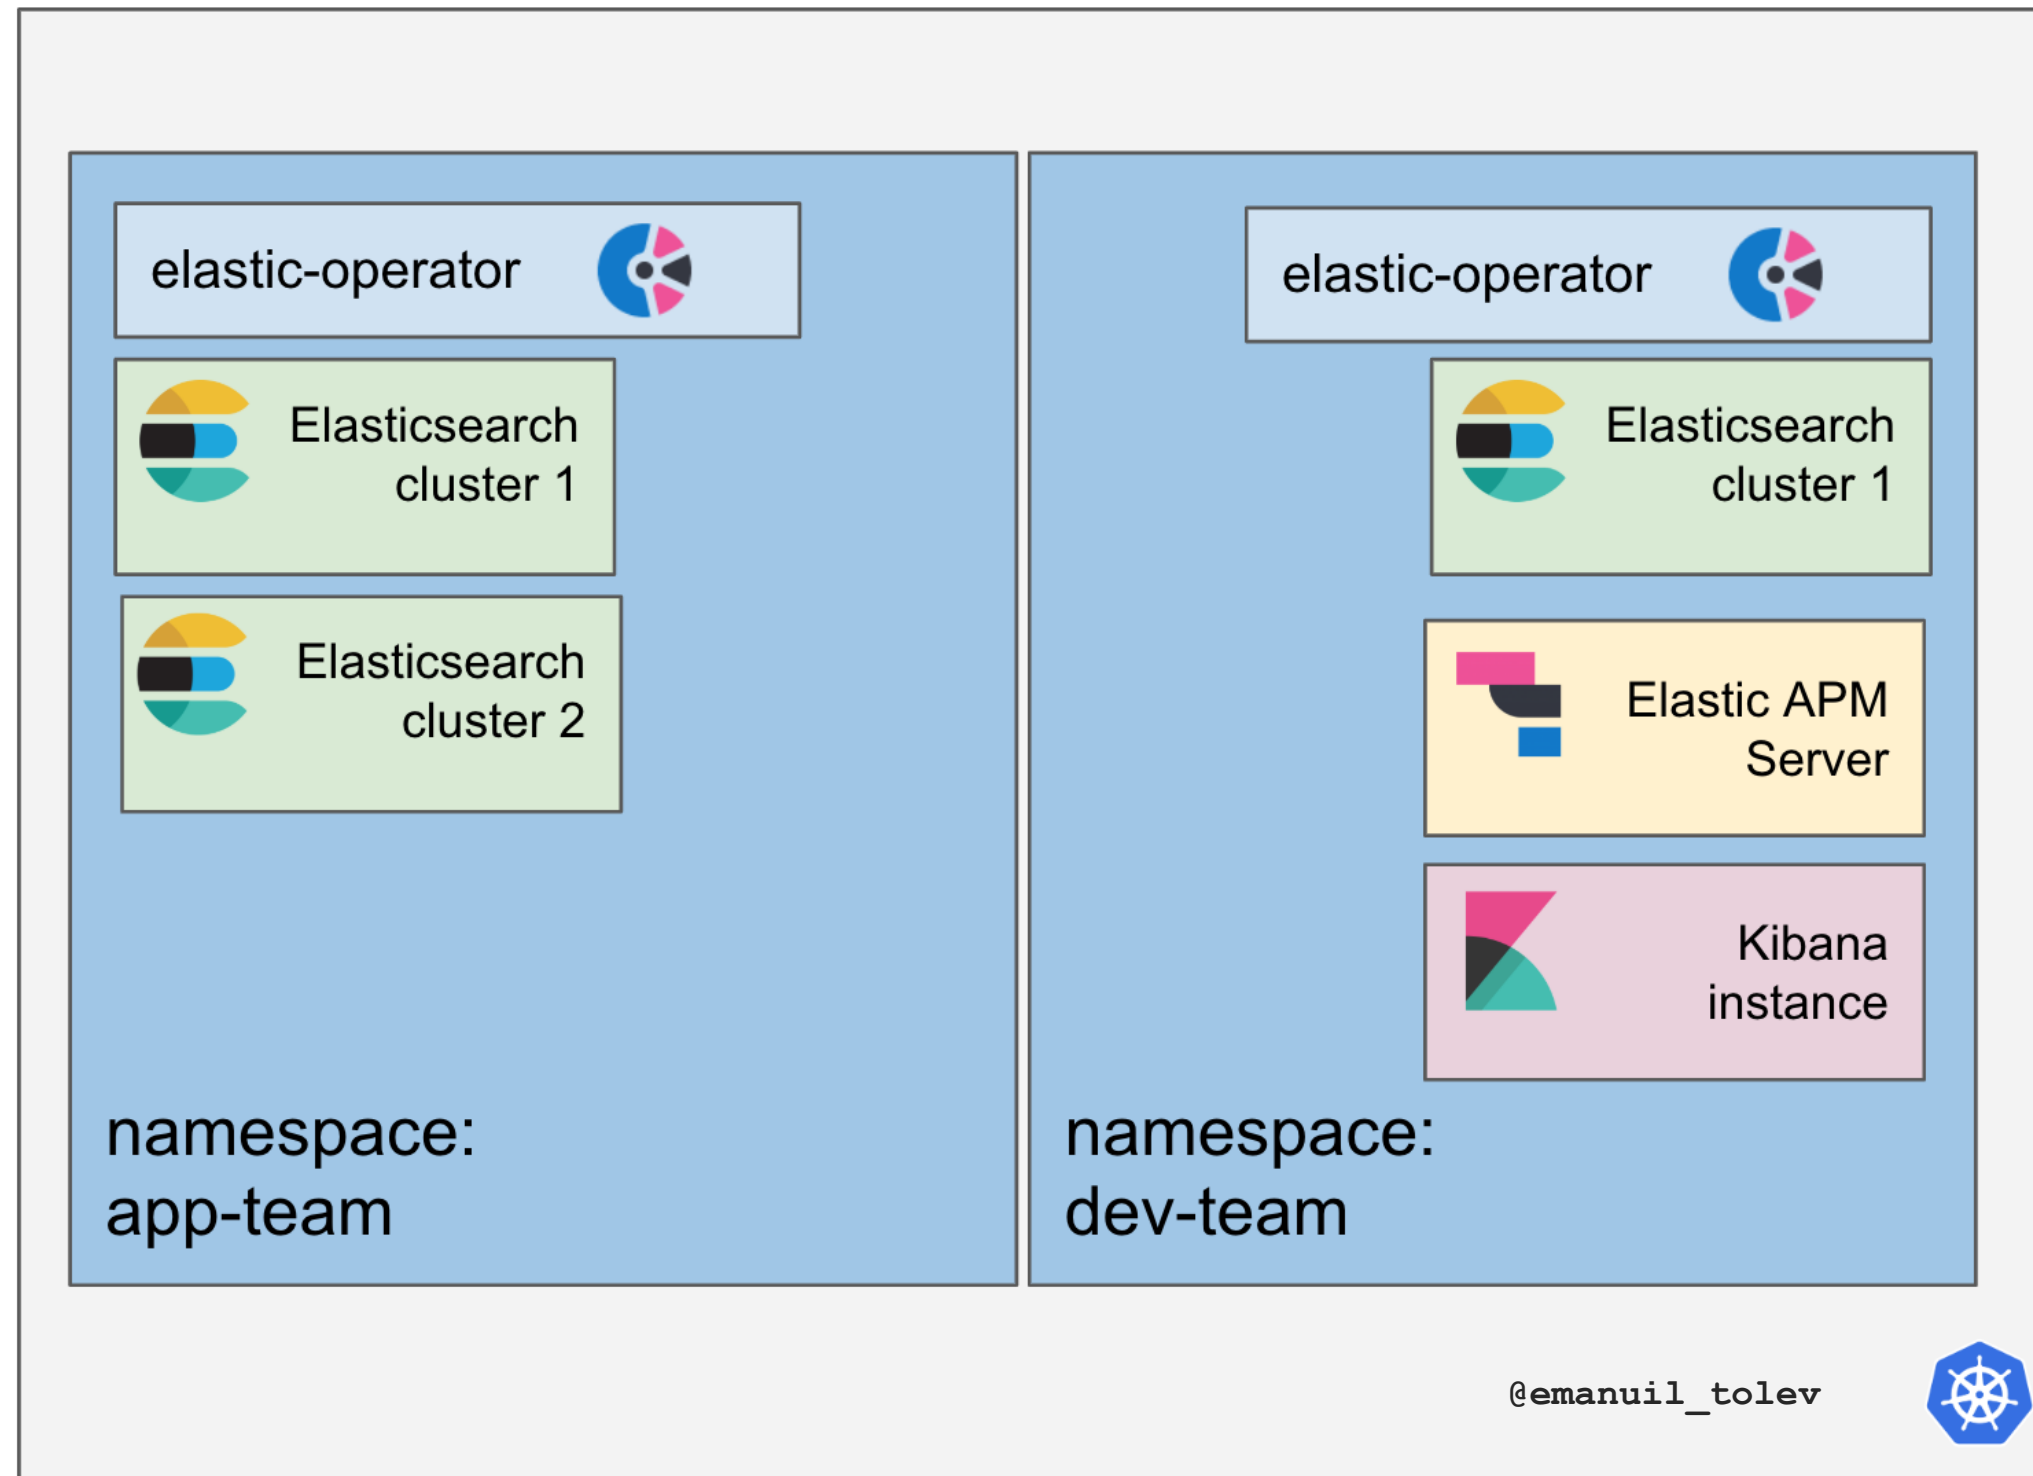 elastic-operator
Elasticsearch
cluster 1
Elasticsearch
cluster 2
namespace:
app-team
elastic-operator
Elasticsearch
cluster 1
Elastic APM
Server
Kibana
instance
namespace:
dev-team
@emanuil_tolev